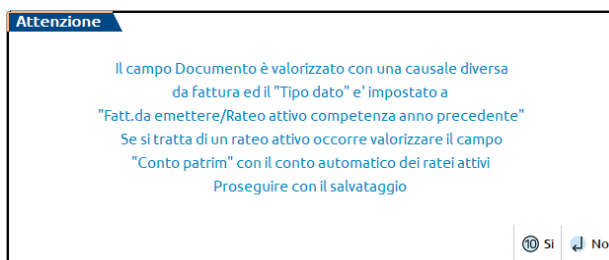 Attenzione
Il campo Documento è valorizzato con una causale diversa
da fattura ed il "Tipo dato" e' impostato a
"Fatt.da emettere/Rateo attivo competenza anno precedente"
Se si tratta di un rateo attivo occorre valorizzare il campo
"Conto patrim" con il conto automatico dei ratei attivi
Proseguire con il salvataggio
10 Si No